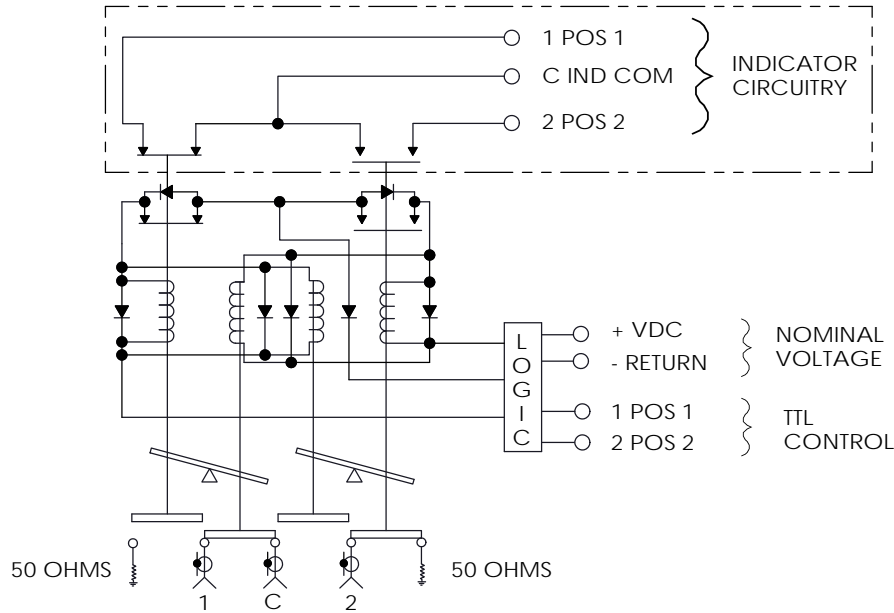 1 POS 1
C IND COM
2 POS 2
INDICATOR
CIRCUITRY
LOGIC
+ VDC
- RETURN
NOMINAL
VOLTAGE
1 POS 1
2 POS 2
TTL
CONTROL
50 OHMS
50 OHMS
1
C
2